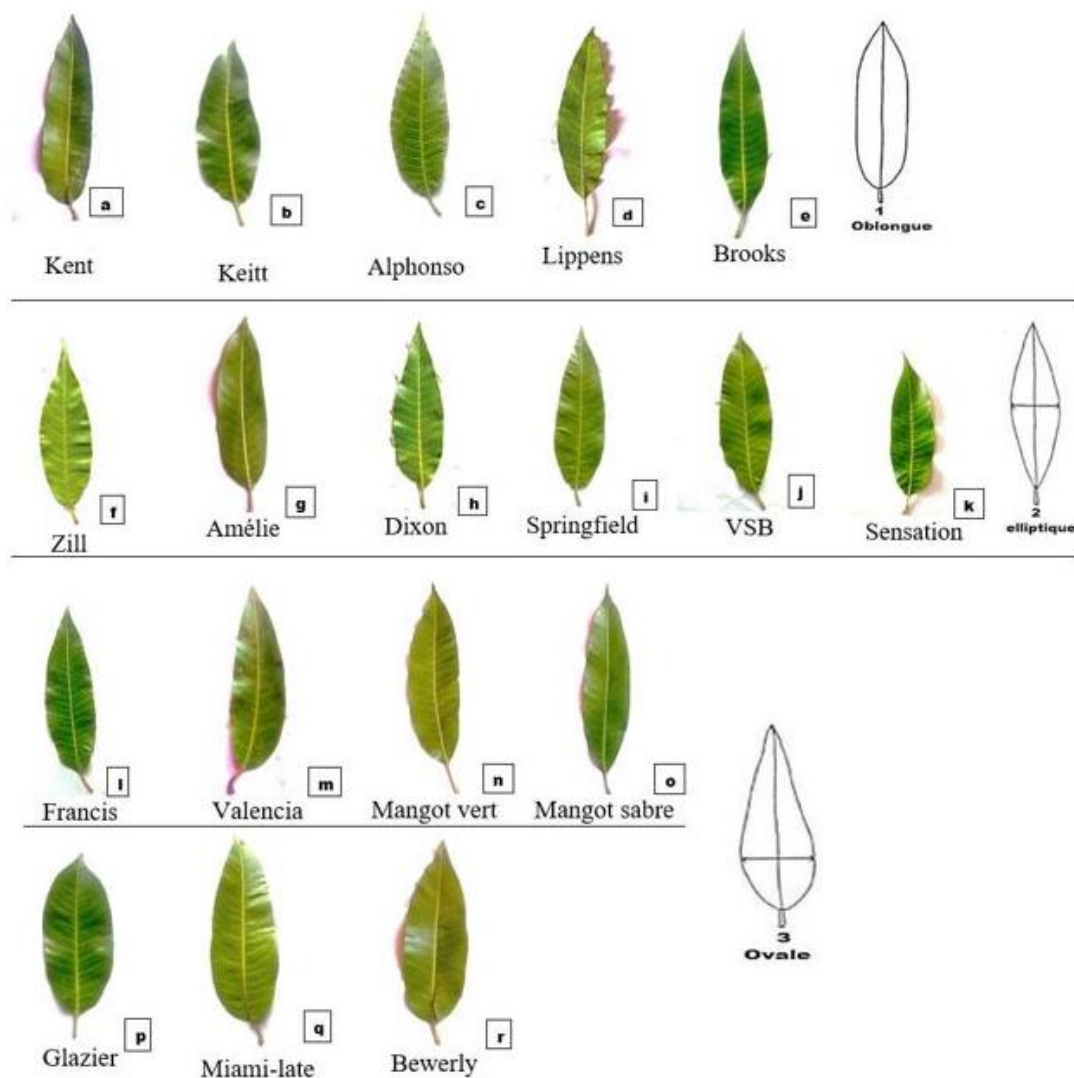 a
b
c
d
e
1
Oblongue
Kent
Keitt
Alphonso
Lippens
Brooks
f
g
h
i
j
k
2
elliptique
Zill
Amélie
Dixon
Springfield
VSB
Sensation
l
m
n
o
Francis
Valencia
Mangot vert
Mangot sabre
3
Ovale
p
q
r
Glazier
Miami-late
Bewerly